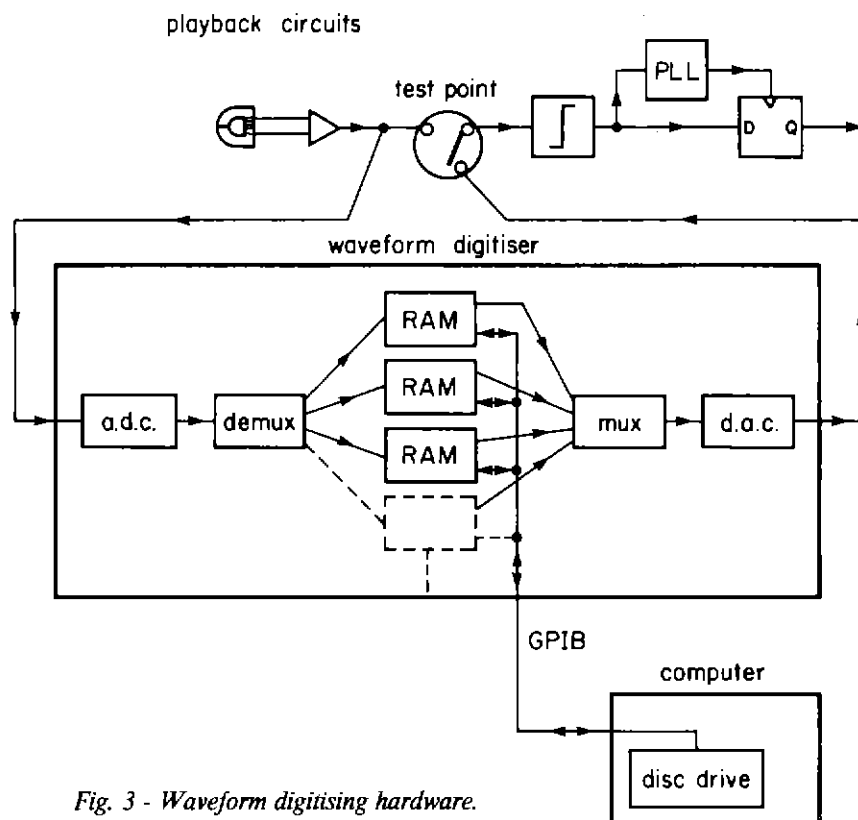 playback circuits
test point
PLL
D Q
waveform digitiser
RAM
RAM
RAM
a.d.c.
demux
mux
d.a.c.
GPIB
computer
disc drive
Fig. 3 - Waveform digitising hardware.